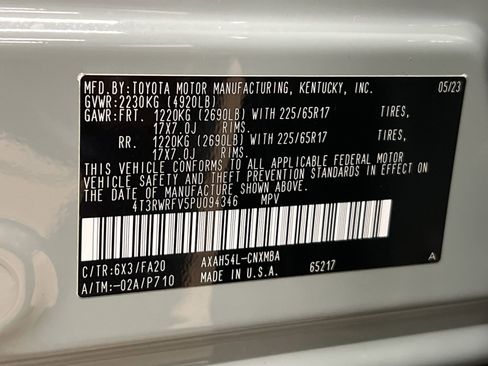 MFD.BY:TOYOTA MOTOR MANUFACTURING, KENTUCKY, INC.
05/23
GVWR:2230KG (4920LB)
GAWR:FRT. 1220KG (2690LB) WITH 225/65R17 TIRES,
17X7.0J RIMS.
RR. 1220KG (2690LB) WITH 225/65R17 TIRES,
17X7.0J RIMS.
THIS VEHICLE CONFORMS TO ALL APPLICABLE FEDERAL MOTOR
VEHICLE SAFETY AND THEFT PREVENTION STANDARDS IN EFFECT ON
THE DATE OF MANUFACTURE SHOWN ABOVE.
4T3RWRFV5PU094346 MPV
C/TR:6X3/FA20 AXAH54L-CNXMBA 65217
A/TM:-02A/P710 MADE IN U.S.A. A